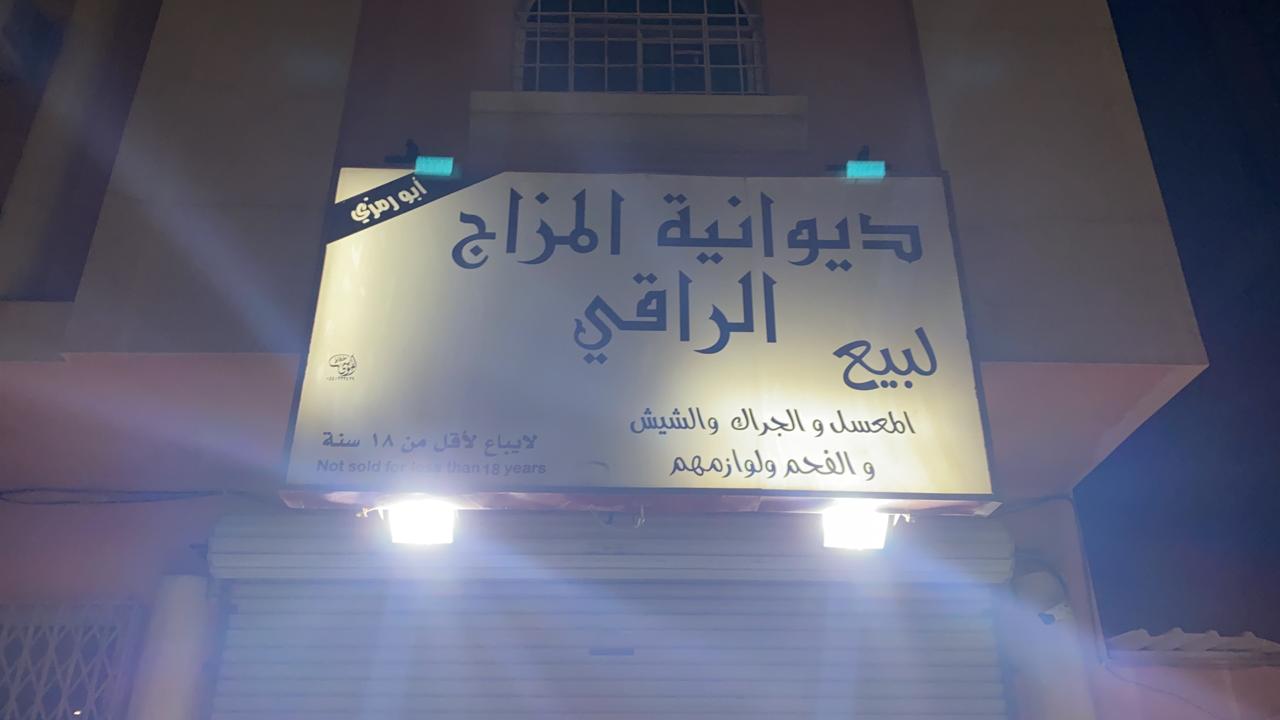 أبو رمزي
ديوانية المزاج
الراقي
لبيع
المعسل و الجراك والشيش
و الفحم ولوازمهم
لايباع لأقل من ١٨ سنة
Not sold for less than 18 years